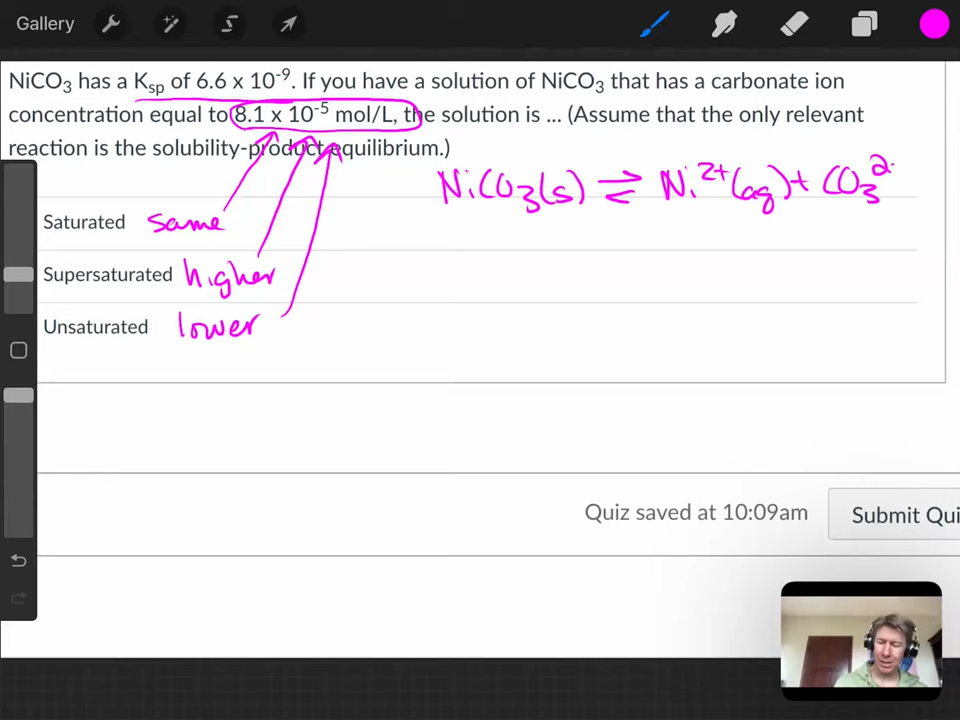 Gallery
NiCO3 has a Ksp of 6.6 x 10-9. If you have a solution of NiCO3 that has a carbonate ion
concentration equal to 8.1 x 10-5 mol/L, the solution is ... (Assume that the only relevant
reaction is the solubility-product equilibrium.)
NiCO3(s) ⇌ Ni2+(aq) + CO3 2-
Saturated same
Supersaturated higher
Unsaturated lower
Quiz saved at 10:09am
Submit Qui